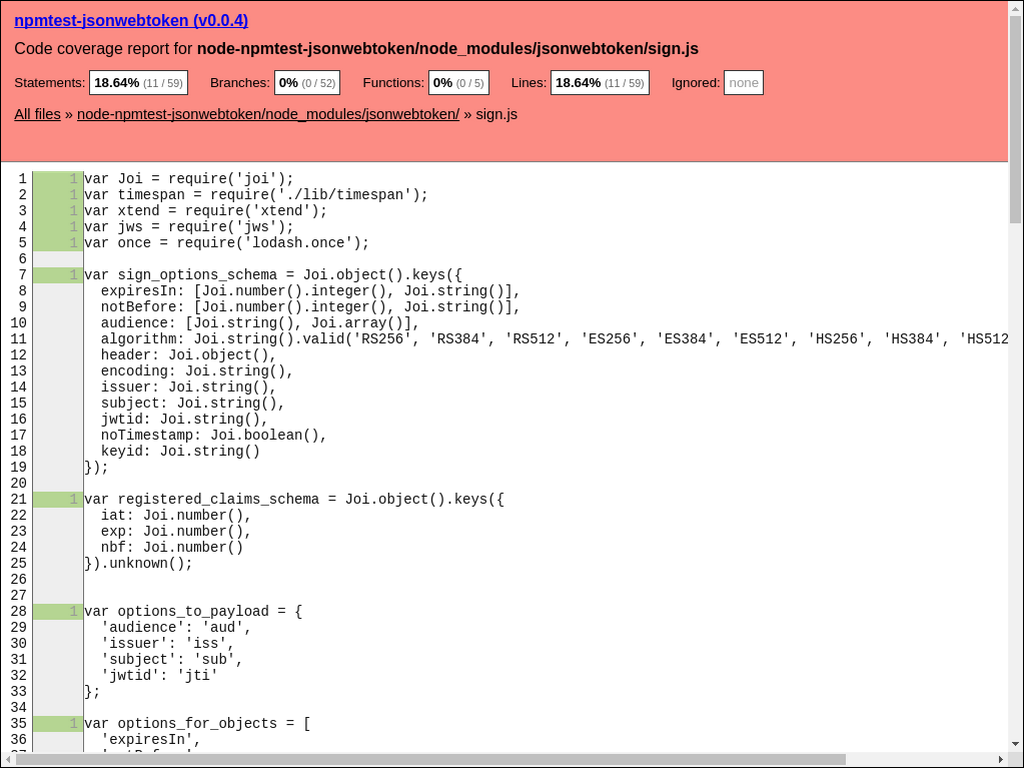 npmtest-jsonwebtoken (v0.0.4)
Code coverage report for node-npmtest-jsonwebtoken/node_modules/jsonwebtoken/sign.js
Statements: 18.64% (11 / 59) Branches: 0% (0 / 52) Functions: 0% (0 / 5) Lines: 18.64% (11 / 59) Ignored: none
All files » node-npmtest-jsonwebtoken/node_modules/jsonwebtoken/ » sign.js
1 1 var Joi = require('joi');
2 1 var timespan = require('./lib/timespan');
3 1 var xtend = require('xtend');
4 1 var jws = require('jws');
5 1 var once = require('lodash.once');
6
7 1 var sign_options_schema = Joi.object().keys({
8 expiresIn: [Joi.number().integer(), Joi.string()],
9 notBefore: [Joi.number().integer(), Joi.string()],
10 audience: [Joi.string(), Joi.array()],
11 algorithm: Joi.string().valid('RS256', 'RS384', 'RS512', 'ES256', 'ES384', 'ES512', 'HS256', 'HS384', 'HS512
12 header: Joi.object(),
13 encoding: Joi.string(),
14 issuer: Joi.string(),
15 subject: Joi.string(),
16 jwtid: Joi.string(),
17 noTimestamp: Joi.boolean(),
18 keyid: Joi.string()
19 });
20
21 1 var registered_claims_schema = Joi.object().keys({
22 iat: Joi.number(),
23 exp: Joi.number(),
24 nbf: Joi.number()
25 }).unknown();
26
27
28 1 var options_to_payload = {
29 'audience': 'aud',
30 'issuer': 'iss',
31 'subject': 'sub',
32 'jwtid': 'jti'
33 };
34
35 1 var options_for_objects = [
36 'expiresIn',